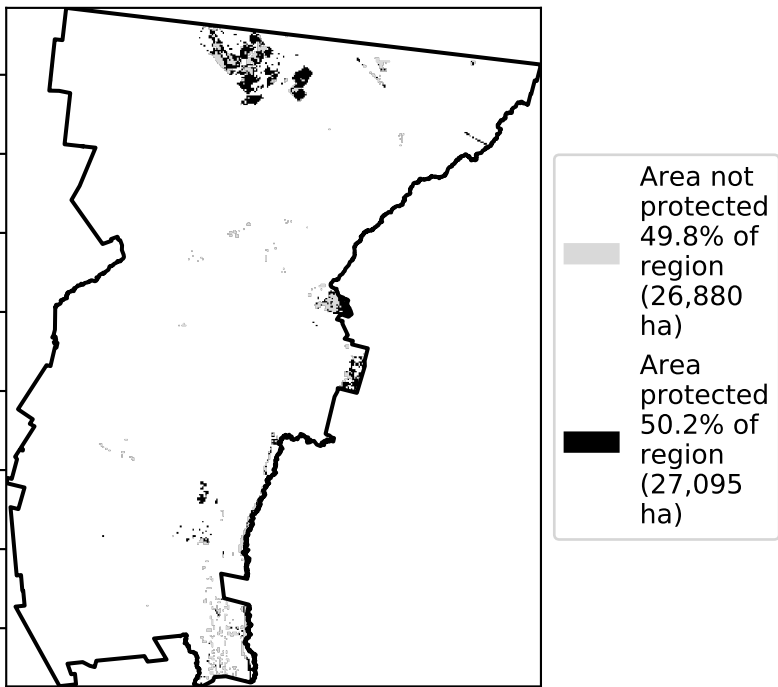 Area not
protected
49.8% of
region
(26,880
ha)
Area
protected
50.2% of
region
(27,095
ha)